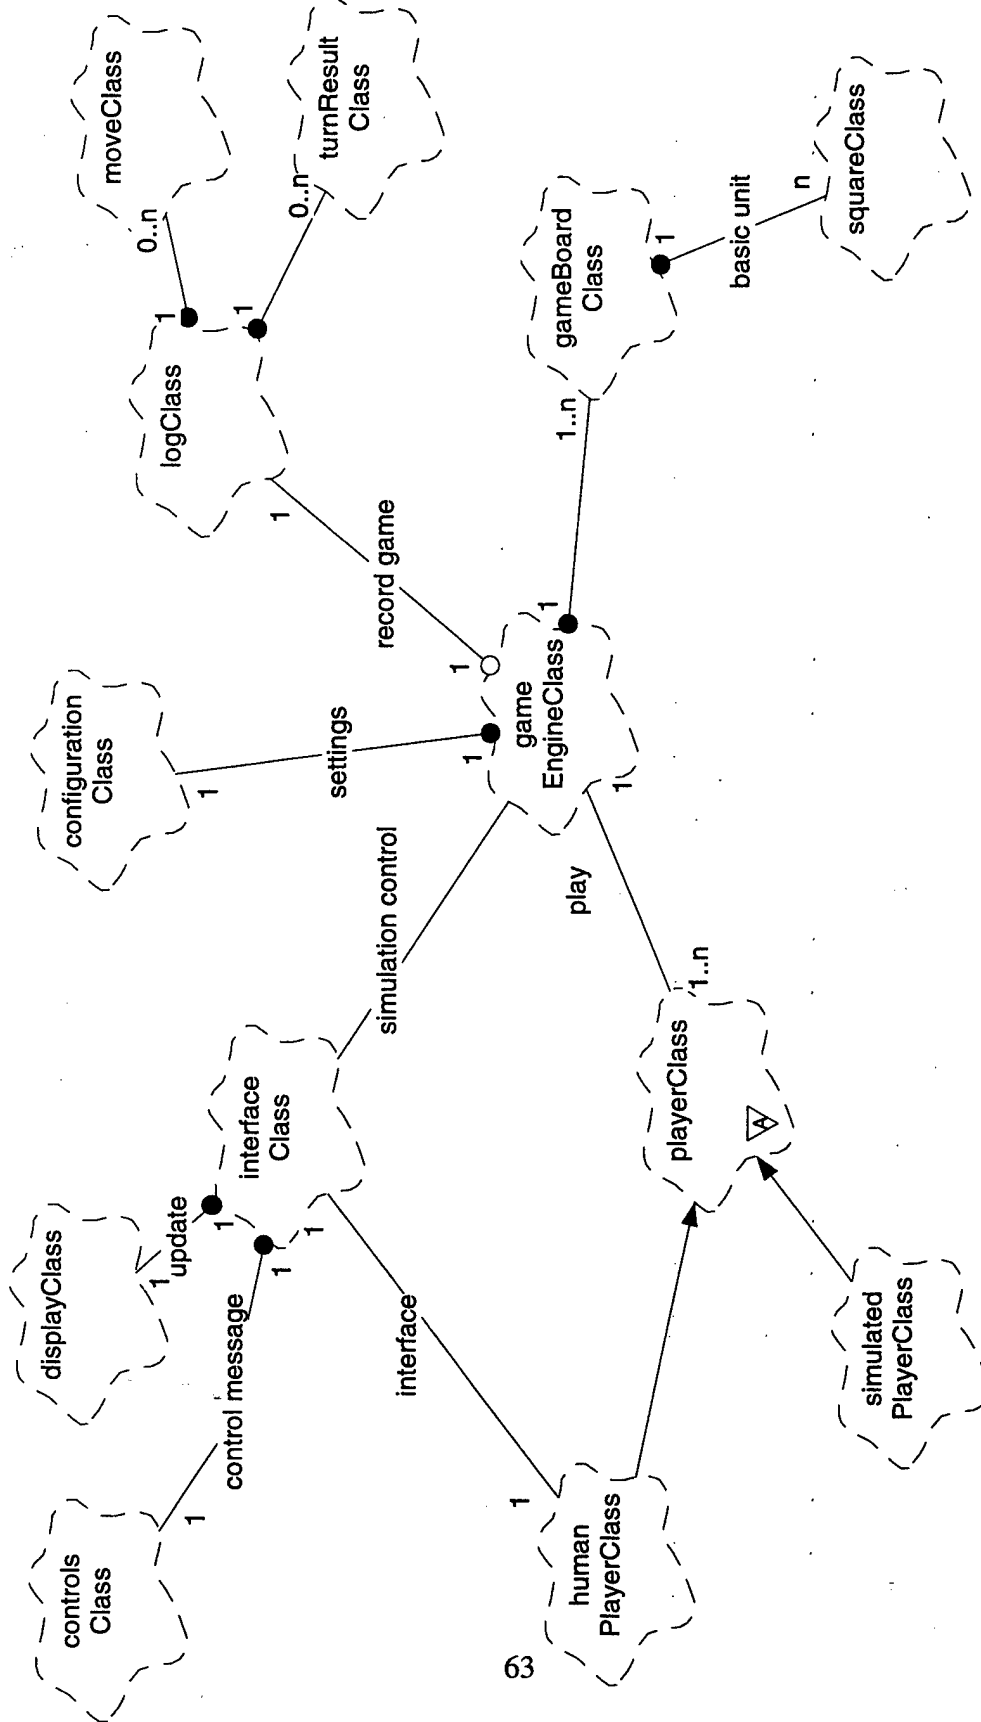 controls
Class
1
control message
1
displayClass
1
update
1
interface
Class
1
interface
1
human
PlayerClass
simulation control
configuration
Class
1
settings
1
game
EngineClass
1
record game
1
logClass
1
0..n
moveClass
1
0..n
turnResult
Class
1
1..n
gameBoard
Class
1
basic unit
n
squareClass
1
play
1..n
playerClass
A
simulated
PlayerClass
63